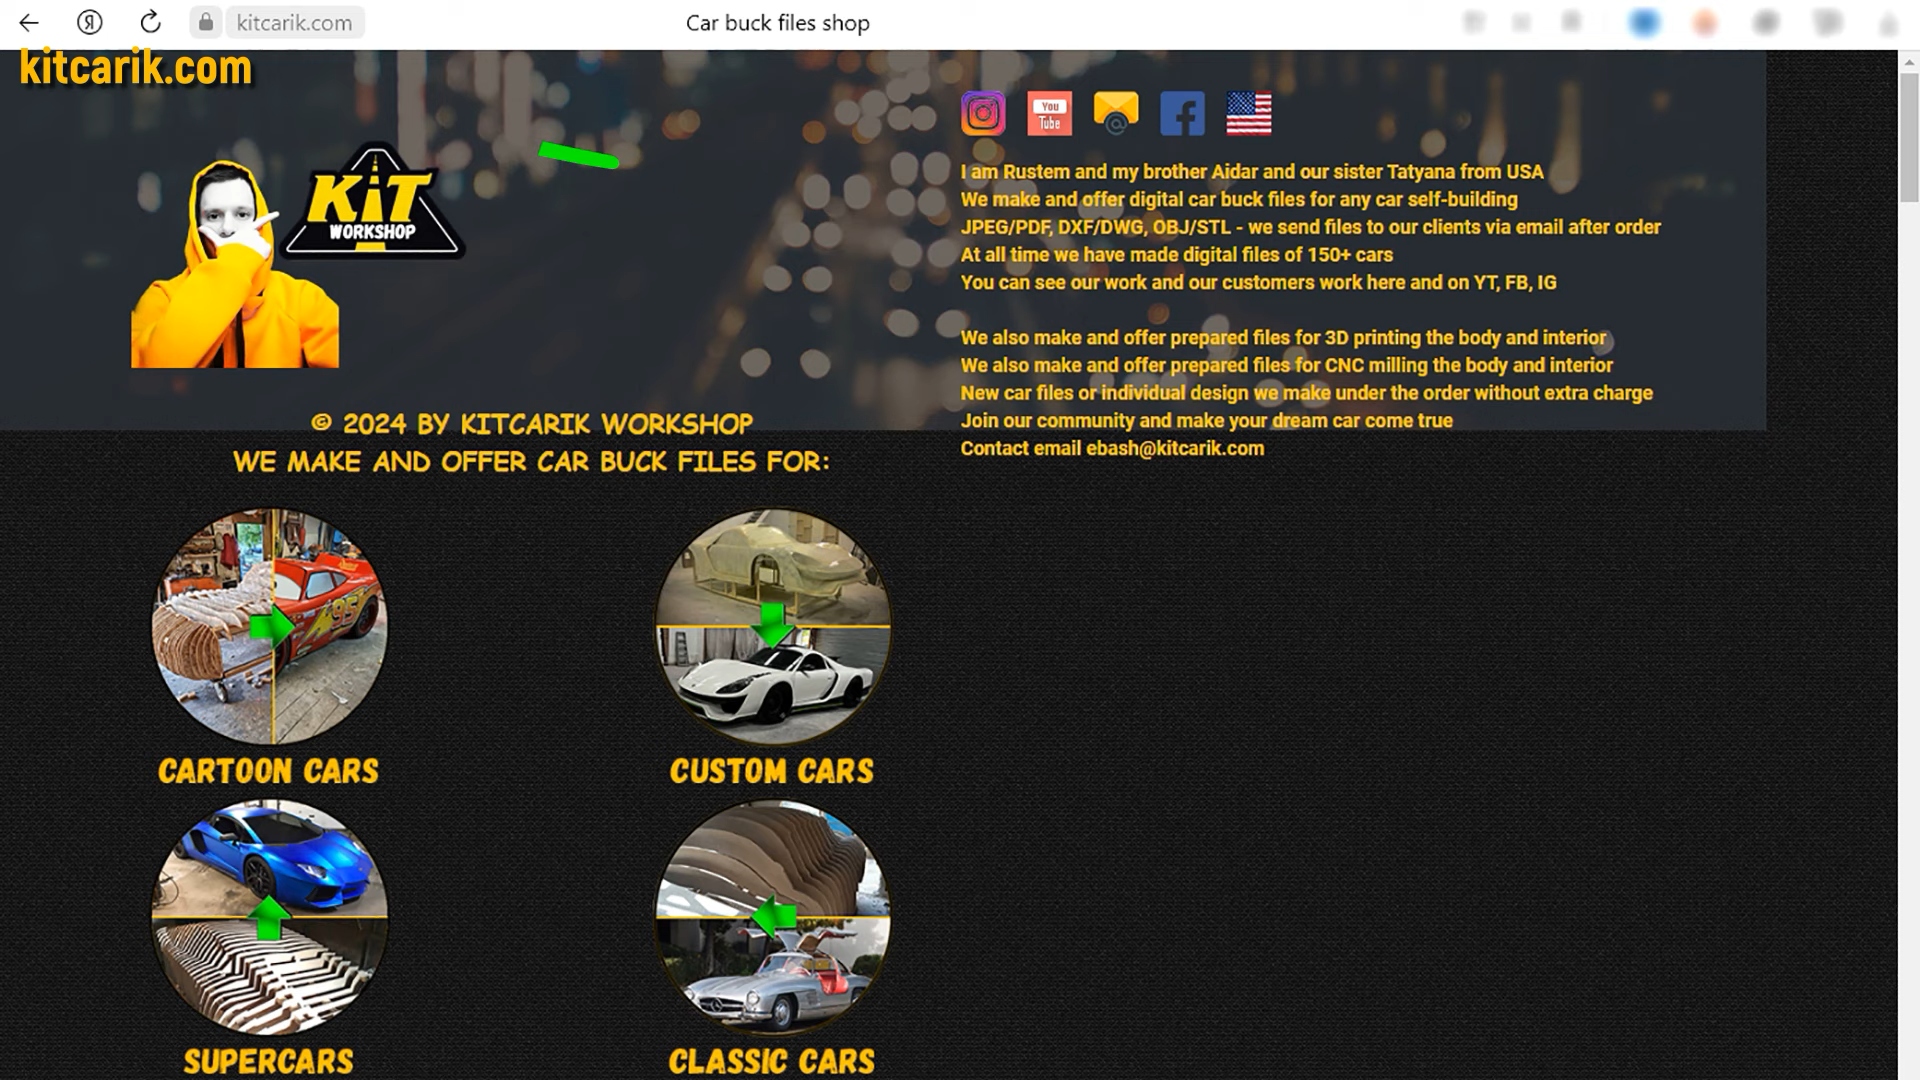 Я
kitcarik.com
Car buck files shop
kitcarik.com
You
Tube
KIT
WORKSHOP
I am Rustem and my brother Aidar and our sister Tatyana from USA
We make and offer digital car buck files for any car self-building
JPEG/PDF, DXF/DWG, OBJ/STL - we send files to our clients via email after order
At all time we have made digital files of 150+ cars
You can see our work and our customers work here and on YT, FB, IG
We also make and offer prepared files for 3D printing the body and interior
We also make and offer prepared files for CNC milling the body and interior
New car files or individual design we make under the order without extra charge
Join our community and make your dream car come true
Contact email ebash@kitcarik.com
© 2024 BY KITCARIK WORKSHOP
WE MAKE AND OFFER CAR BUCK FILES FOR:
95
CARTOON CARS
CUSTOM CARS
SUPERCARS
CLASSIC CARS